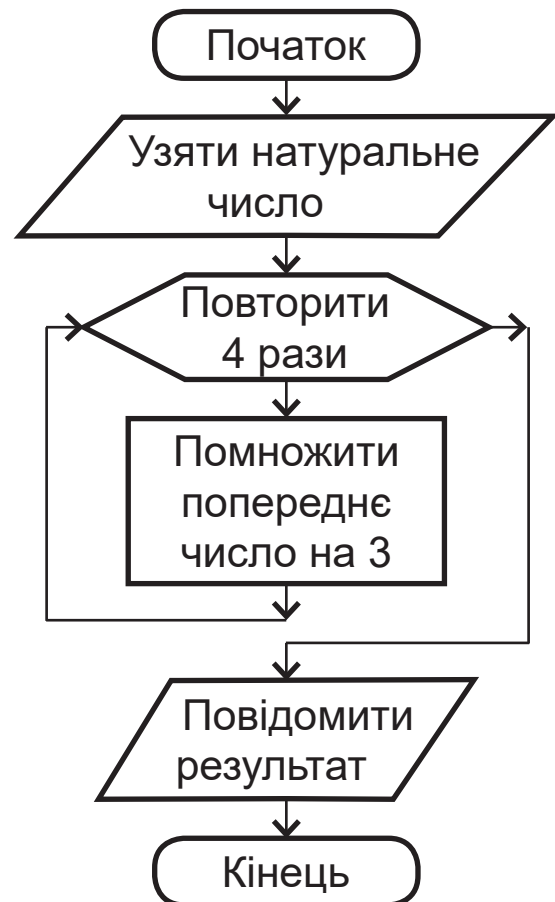 Початок
Узяти натуральне
число
Повторити
4 рази
Помножити
попереднє
число на 3
Повідомити
результат
Кінець